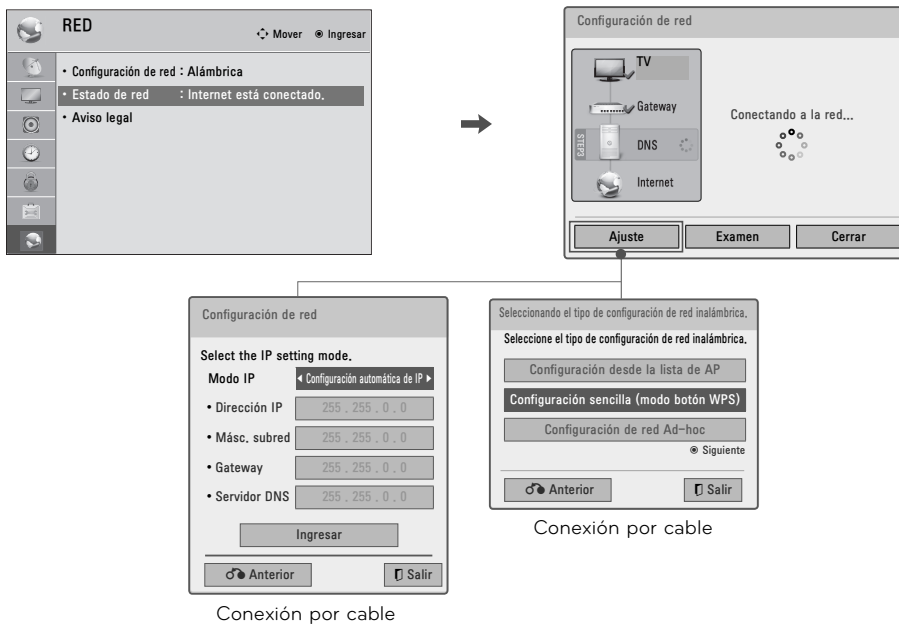 RED
Mover ◉ Ingresar
• Configuración de red : Alámbrica
• Estado de red : Internet está conectado.
• Aviso legal
Configuración de red
TV
Gateway
STEP3
DNS
Internet
Conectando a la red...
Ajuste
Examen
Cerrar
Configuración de red
Select the IP setting mode.
Modo IP ◀ Configuración automática de IP ▶
• Dirección IP 255 . 255 . 0 . 0
• Másc. subred 255 . 255 . 0 . 0
• Gateway 255 . 255 . 0 . 0
• Servidor DNS 255 . 255 . 0 . 0
Ingresar
Anterior
Salir
Conexión por cable
Seleccionando el tipo de configuración de red inalámbrica.
Seleccione el tipo de configuración de red inalámbrica.
Configuración desde la lista de AP
Configuración sencilla (modo botón WPS)
Configuración de red Ad-hoc
◉ Siguiente
Anterior
Salir
Conexión por cable